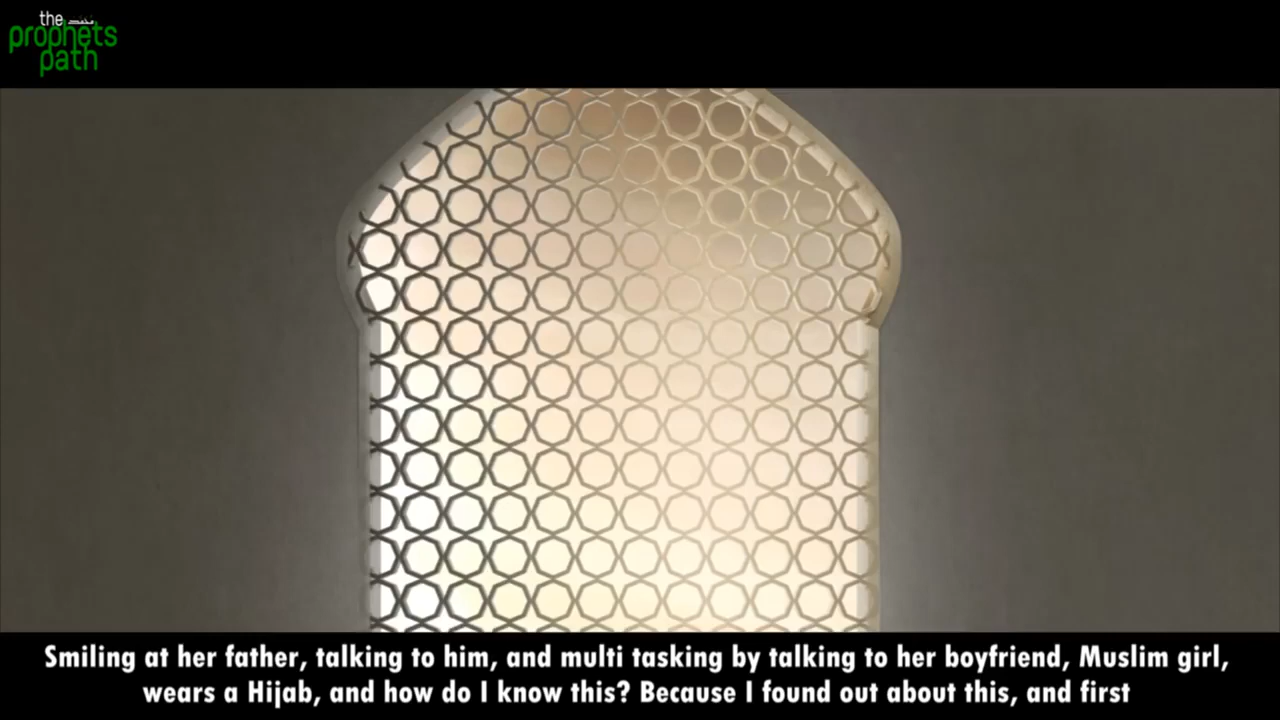 the
prophets
path
Smiling at her father, talking to him, and multi tasking by talking to her boyfriend, Muslim girl,
wears a Hijab, and how do I know this? Because I found out about this, and first